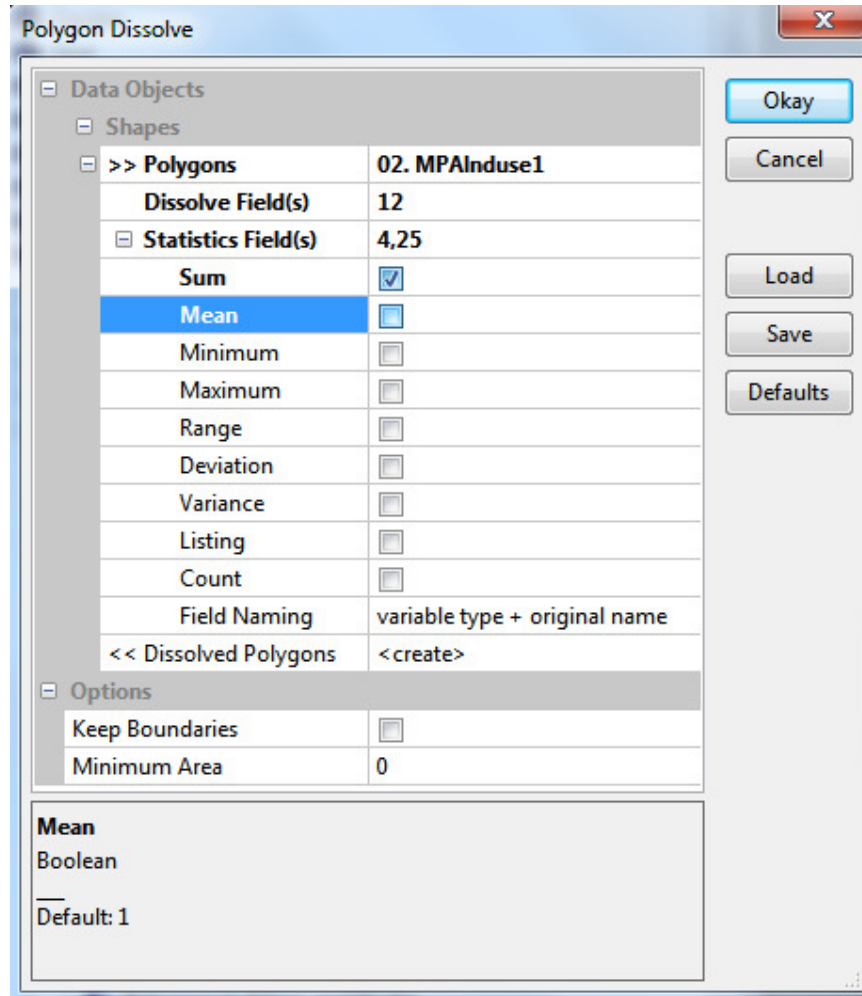 Polygon Dissolve
Data Objects
Shapes
>> Polygons 02. MPAlnduse1
Dissolve Field(s) 12
Statistics Field(s) 4,25
Sum
Mean
Minimum
Maximum
Range
Deviation
Variance
Listing
Count
Field Naming variable type + original name
<< Dissolved Polygons <create>
Options
Keep Boundaries
Minimum Area 0
Okay
Cancel
Load
Save
Defaults
Mean
Boolean
__
Default: 1